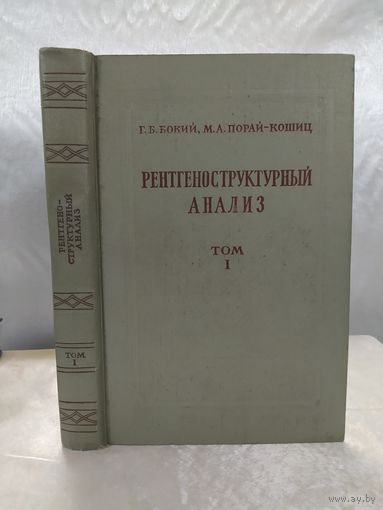 Г. Б. БОКИЙ, М. А. ПОРАЙ-КОШИЦ
РЕНТГЕНОСТРУКТУРНЫЙ
АНАЛИЗ
ТОМ
I
РЕНТГЕНО-
СТРУКТУРНЫЙ
АНАЛИЗ
ТОМ
I
www.ay.by